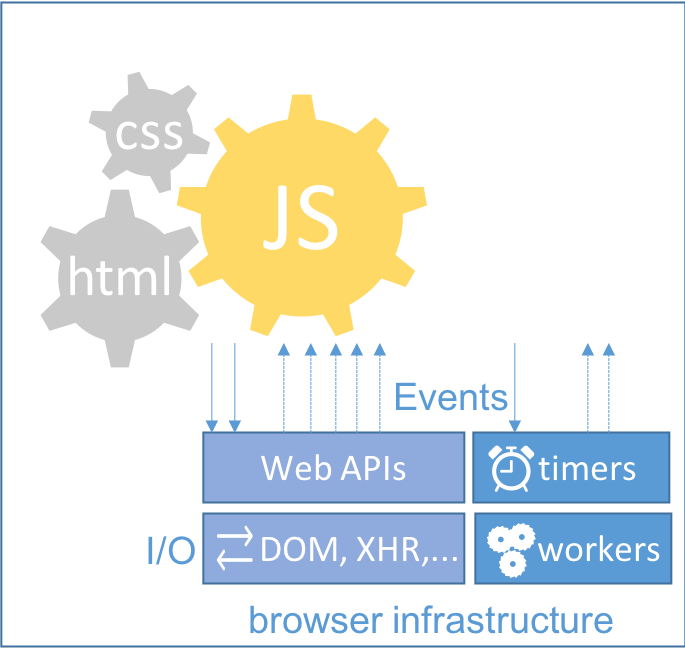 css
JS
html
Events
Web APIs
timers
I/O
DOM, XHR,...
workers
browser infrastructure